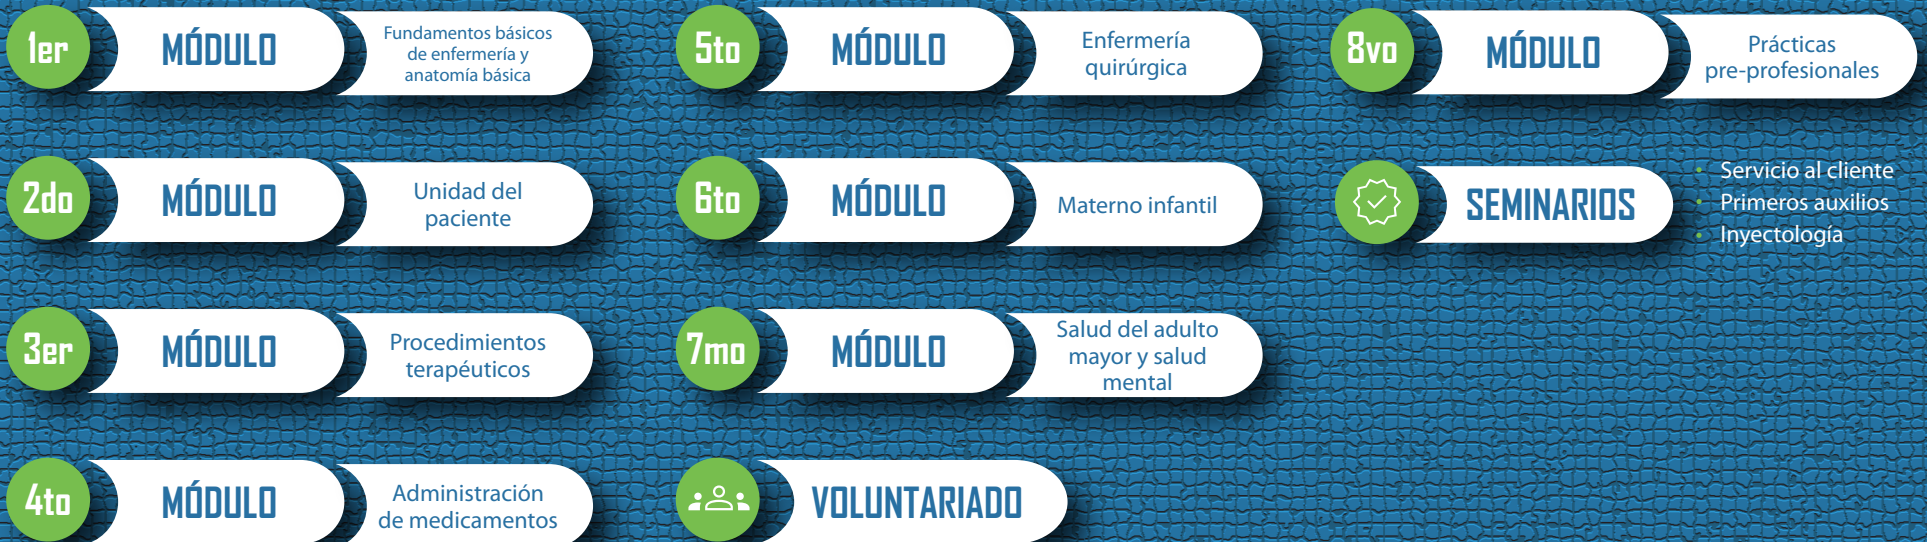 1er
MÓDULO
Fundamentos básicos
de enfermería y
anatomía básica
2do
MÓDULO
Unidad del
paciente
3er
MÓDULO
Procedimientos
terapéuticos
4to
MÓDULO
Administración
de medicamentos
5to
MÓDULO
Enfermería
quirúrgica
6to
MÓDULO
Materno infantil
7mo
MÓDULO
Salud del adulto
mayor y salud
mental
VOLUNTARIADO
8vo
MÓDULO
Prácticas
pre-profesionales
SEMINARIOS
• Servicio al cliente
• Primeros auxilios
• Inyectología